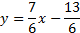 y = 7/6 x − 13/6